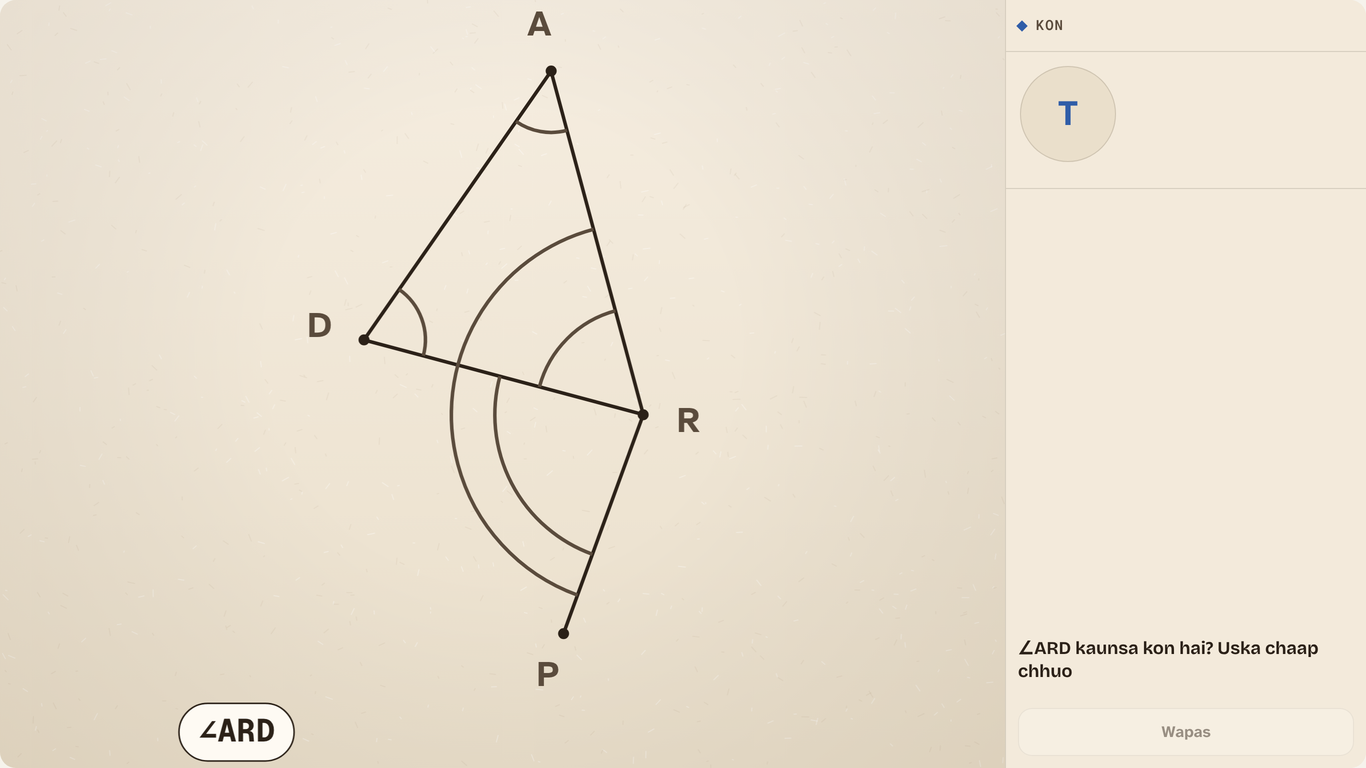 A
D
R
P
∠ARD
KON
T
∠ARD kaunsa kon hai? Uska chaap
chhuo
Wapas